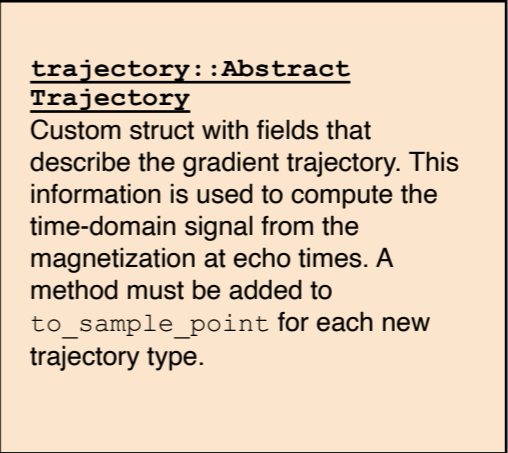 trajectory::Abstract
Trajectory
Custom struct with fields that
describe the gradient trajectory. This
information is used to compute the
time-domain signal from the
magnetization at echo times. A
method must be added to
to_sample_point for each new
trajectory type.